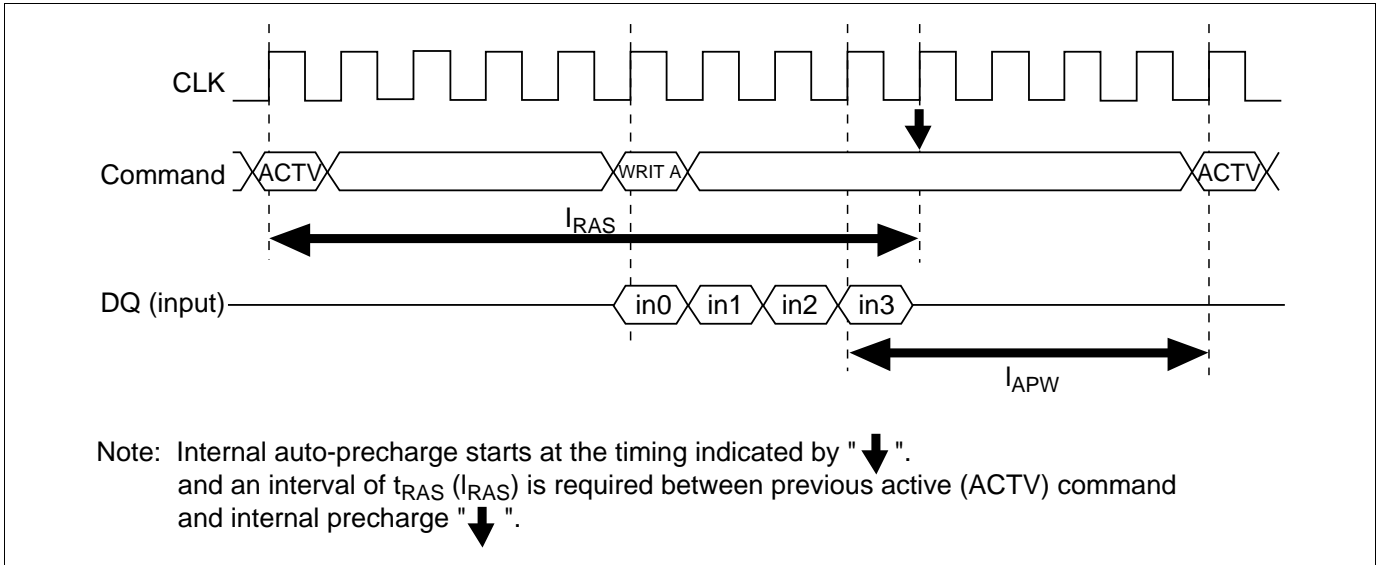 CLK
Command ACTV WRIT A ACTV
lRAS
DQ (input) in0 in1 in2 in3
lAPW
Note: Internal auto-precharge starts at the timing indicated by " ".
and an interval of tRAS (lRAS) is required between previous active (ACTV) command
and internal precharge " ".